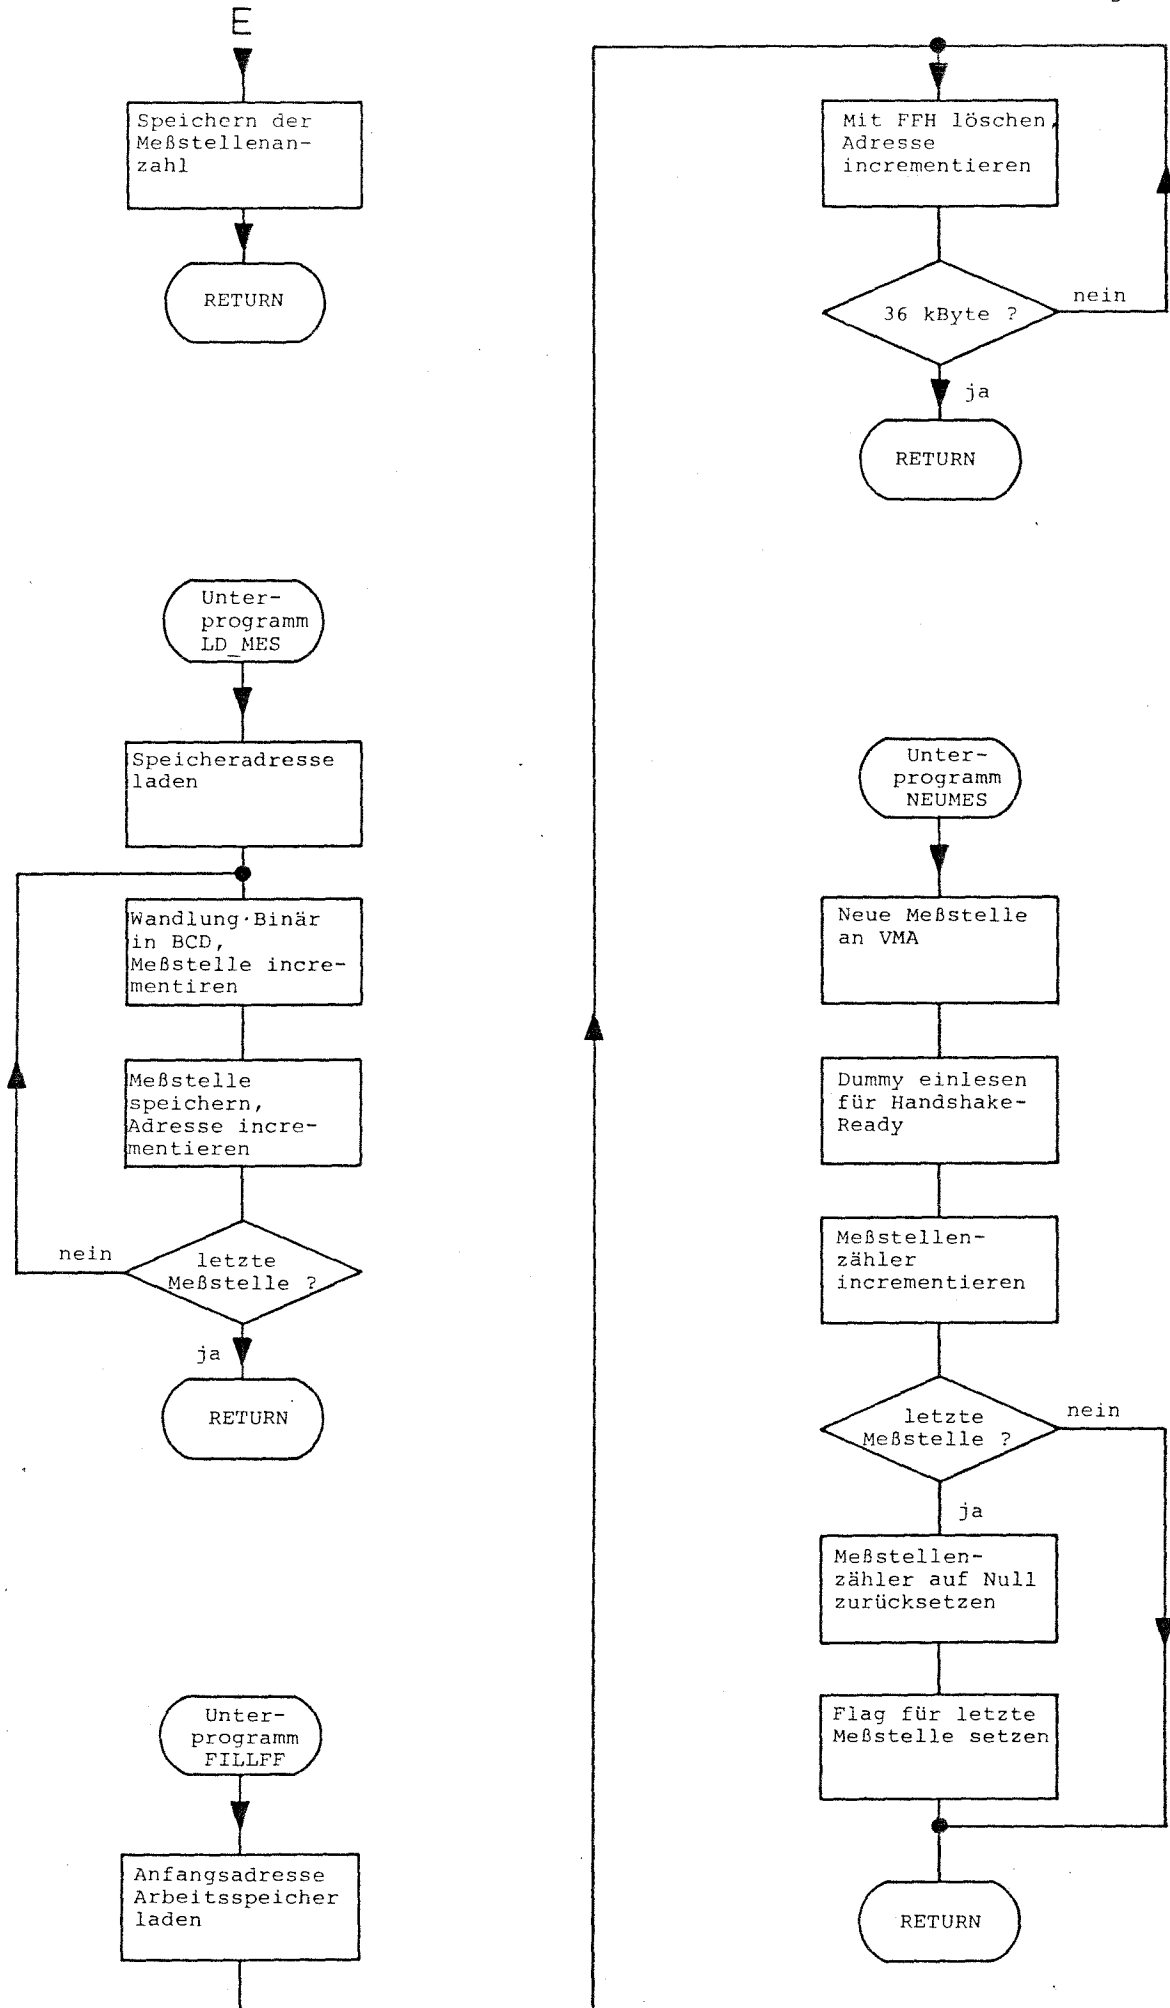 E
Speichern der
Meßstellenan-
zahl
RETURN
Unter-
programm
LD_MES
Speicheradresse
laden
Wandlung Binär
in BCD,
Meßstelle incre-
mentiren
Meßstelle
speichern,
Adresse incre-
mentieren
nein
letzte
Meßstelle ?
ja
RETURN
Unter-
programm
FILLFF
Anfangsadresse
Arbeitsspeicher
laden
Mit FFH löschen,
Adresse
incrementieren
36 kByte ?
nein
ja
RETURN
Unter-
programm
NEUMES
Neue Meßstelle
an VMA
Dummy einlesen
für Handshake-
Ready
Meßstellen-
zähler
incrementieren
letzte
Meßstelle ?
nein
ja
Meßstellen-
zähler auf Null
zurücksetzen
Flag für letzte
Meßstelle setzen
RETURN